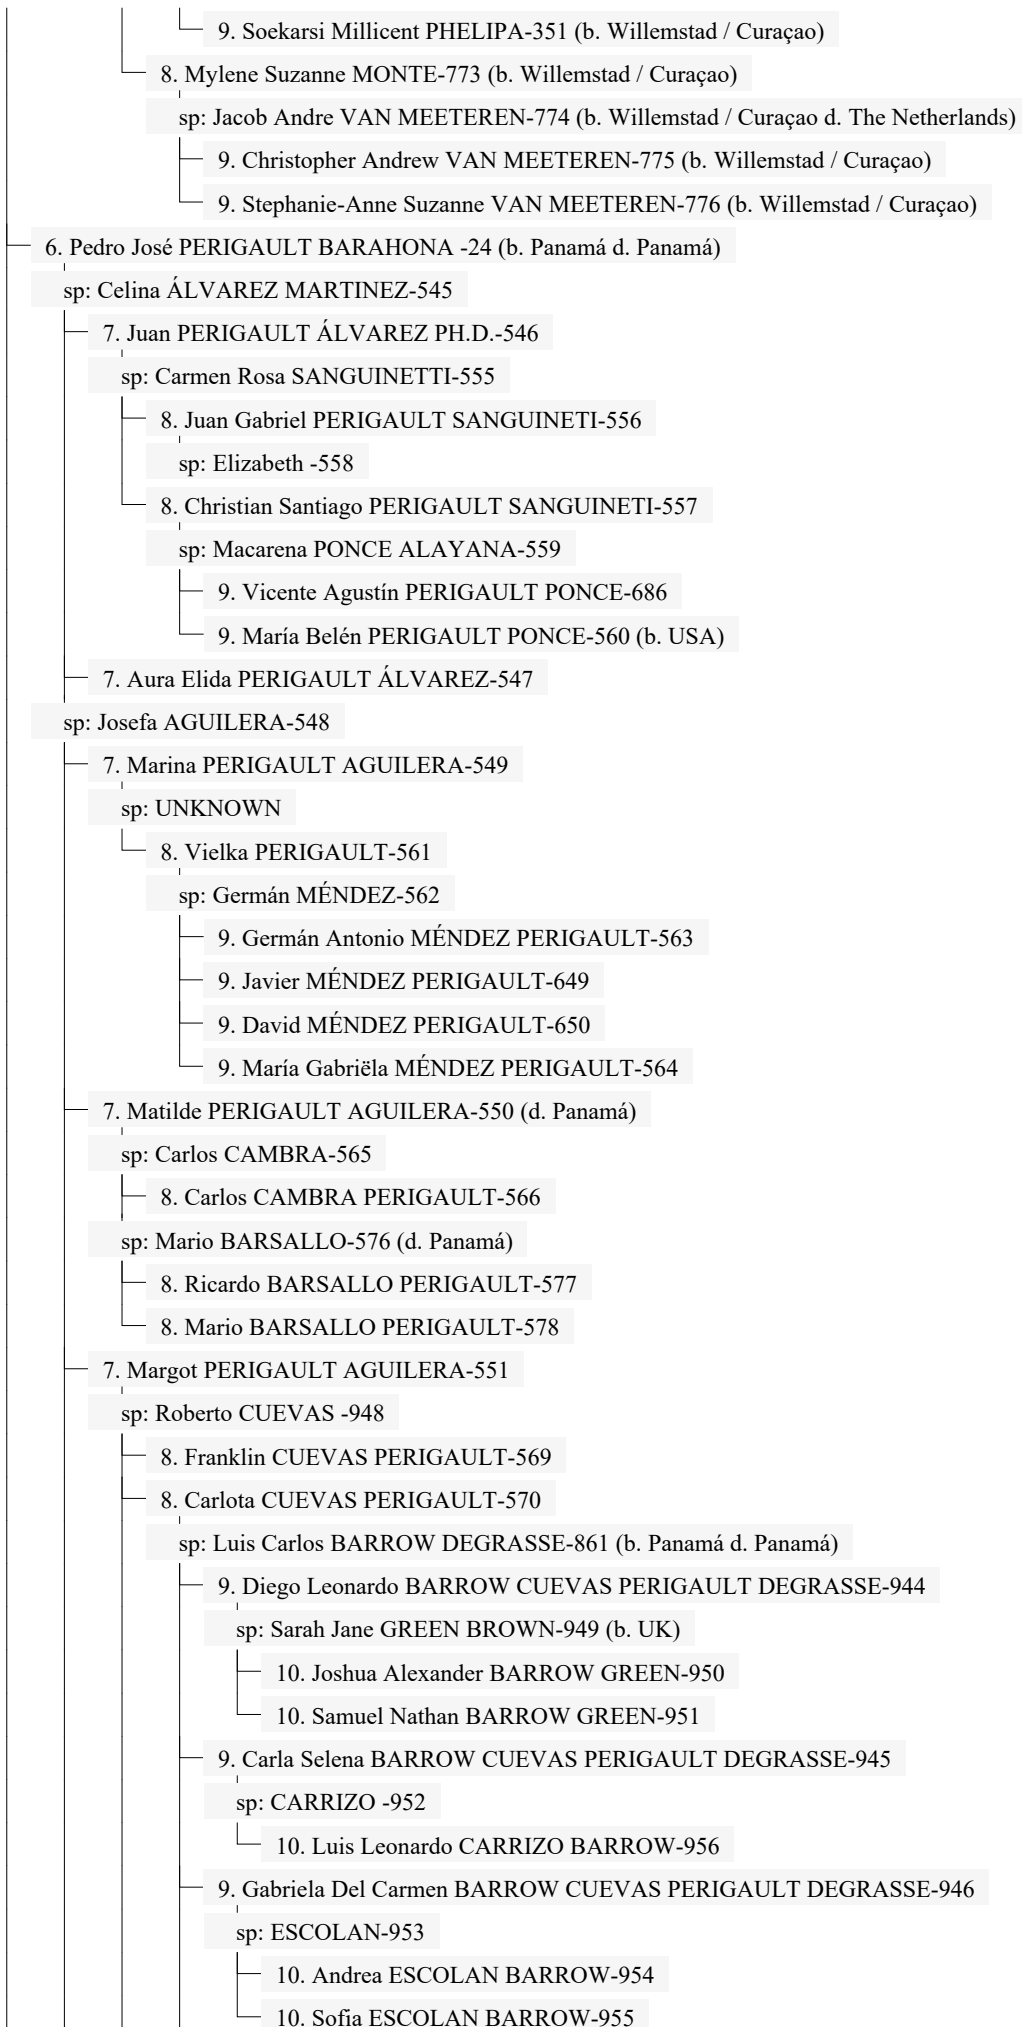 9. Soekarsi Millicent PHELIPA-351 (b. Willemstad / Curaçao)
8. Mylene Suzanne MONTE-773 (b. Willemstad / Curaçao)
sp: Jacob Andre VAN MEETEREN-774 (b. Willemstad / Curaçao d. The Netherlands)
9. Christopher Andrew VAN MEETEREN-775 (b. Willemstad / Curaçao)
9. Stephanie-Anne Suzanne VAN MEETEREN-776 (b. Willemstad / Curaçao)
6. Pedro José PERIGAULT BARAHONA -24 (b. Panamá d. Panamá)
sp: Celina ÁLVAREZ MARTINEZ-545
7. Juan PERIGAULT ÁLVAREZ PH.D.-546
sp: Carmen Rosa SANGUINETTI-555
8. Juan Gabriel PERIGAULT SANGUINETI-556
sp: Elizabeth -558
8. Christian Santiago PERIGAULT SANGUINETI-557
sp: Macarena PONCE ALAYANA-559
9. Vicente Agustín PERIGAULT PONCE-686
9. María Belén PERIGAULT PONCE-560 (b. USA)
7. Aura Elida PERIGAULT ÁLVAREZ-547
sp: Josefa AGUILERA-548
7. Marina PERIGAULT AGUILERA-549
sp: UNKNOWN
8. Vielka PERIGAULT-561
sp: Germán MÉNDEZ-562
9. Germán Antonio MÉNDEZ PERIGAULT-563
9. Javier MÉNDEZ PERIGAULT-649
9. David MÉNDEZ PERIGAULT-650
9. María Gabriëla MÉNDEZ PERIGAULT-564
7. Matilde PERIGAULT AGUILERA-550 (d. Panamá)
sp: Carlos CAMBRA-565
8. Carlos CAMBRA PERIGAULT-566
sp: Mario BARSALLO-576 (d. Panamá)
8. Ricardo BARSALLO PERIGAULT-577
8. Mario BARSALLO PERIGAULT-578
7. Margot PERIGAULT AGUILERA-551
sp: Roberto CUEVAS -948
8. Franklin CUEVAS PERIGAULT-569
8. Carlota CUEVAS PERIGAULT-570
sp: Luis Carlos BARROW DEGRASSE-861 (b. Panamá d. Panamá)
9. Diego Leonardo BARROW CUEVAS PERIGAULT DEGRASSE-944
sp: Sarah Jane GREEN BROWN-949 (b. UK)
10. Joshua Alexander BARROW GREEN-950
10. Samuel Nathan BARROW GREEN-951
9. Carla Selena BARROW CUEVAS PERIGAULT DEGRASSE-945
sp: CARRIZO -952
10. Luis Leonardo CARRIZO BARROW-956
9. Gabriela Del Carmen BARROW CUEVAS PERIGAULT DEGRASSE-946
sp: ESCOLAN-953
10. Andrea ESCOLAN BARROW-954
10. Sofia ESCOLAN BARROW-955